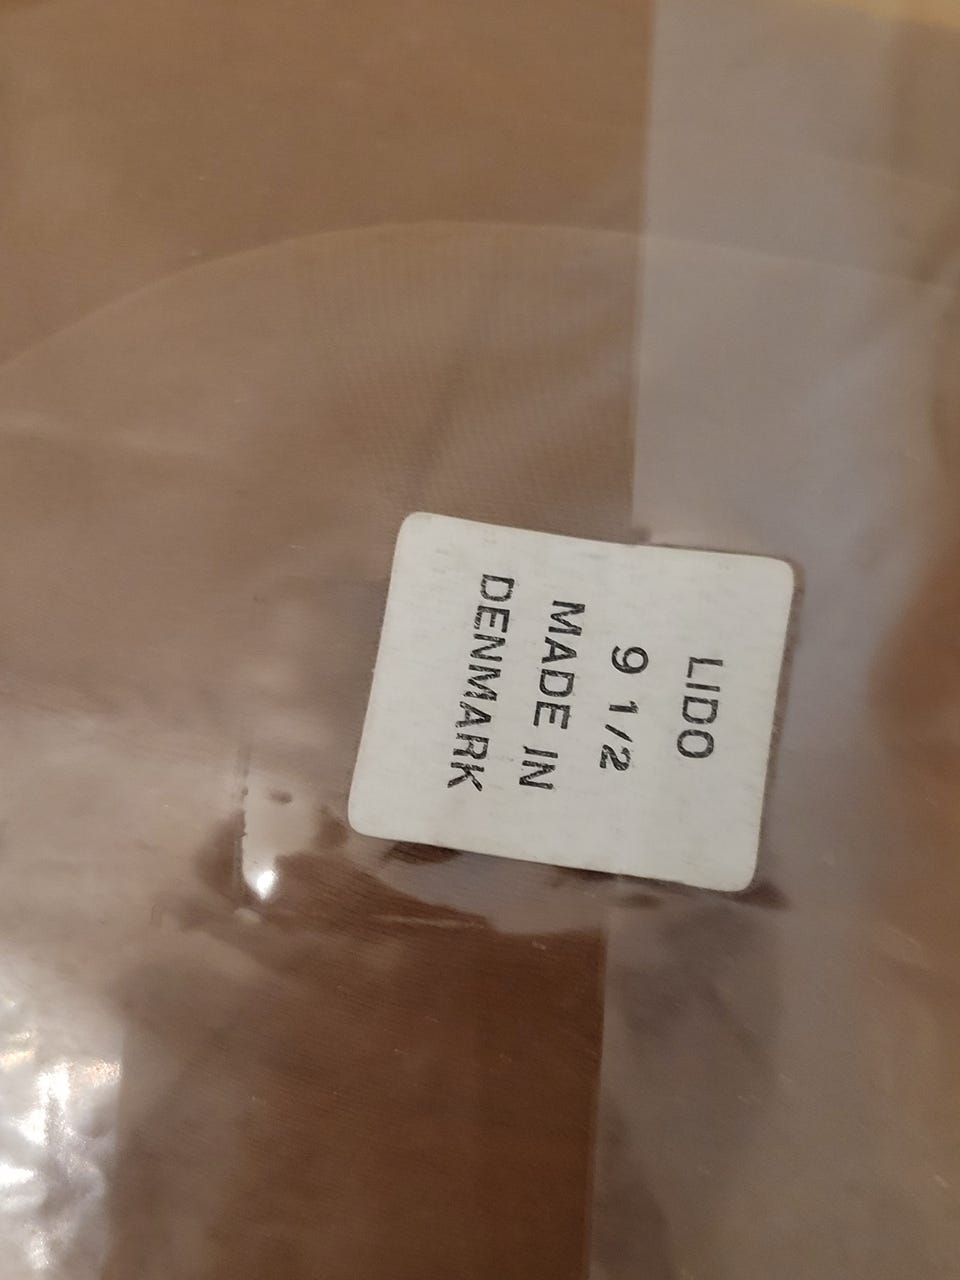 LIDO
9 1/2
MADE IN
DENMARK